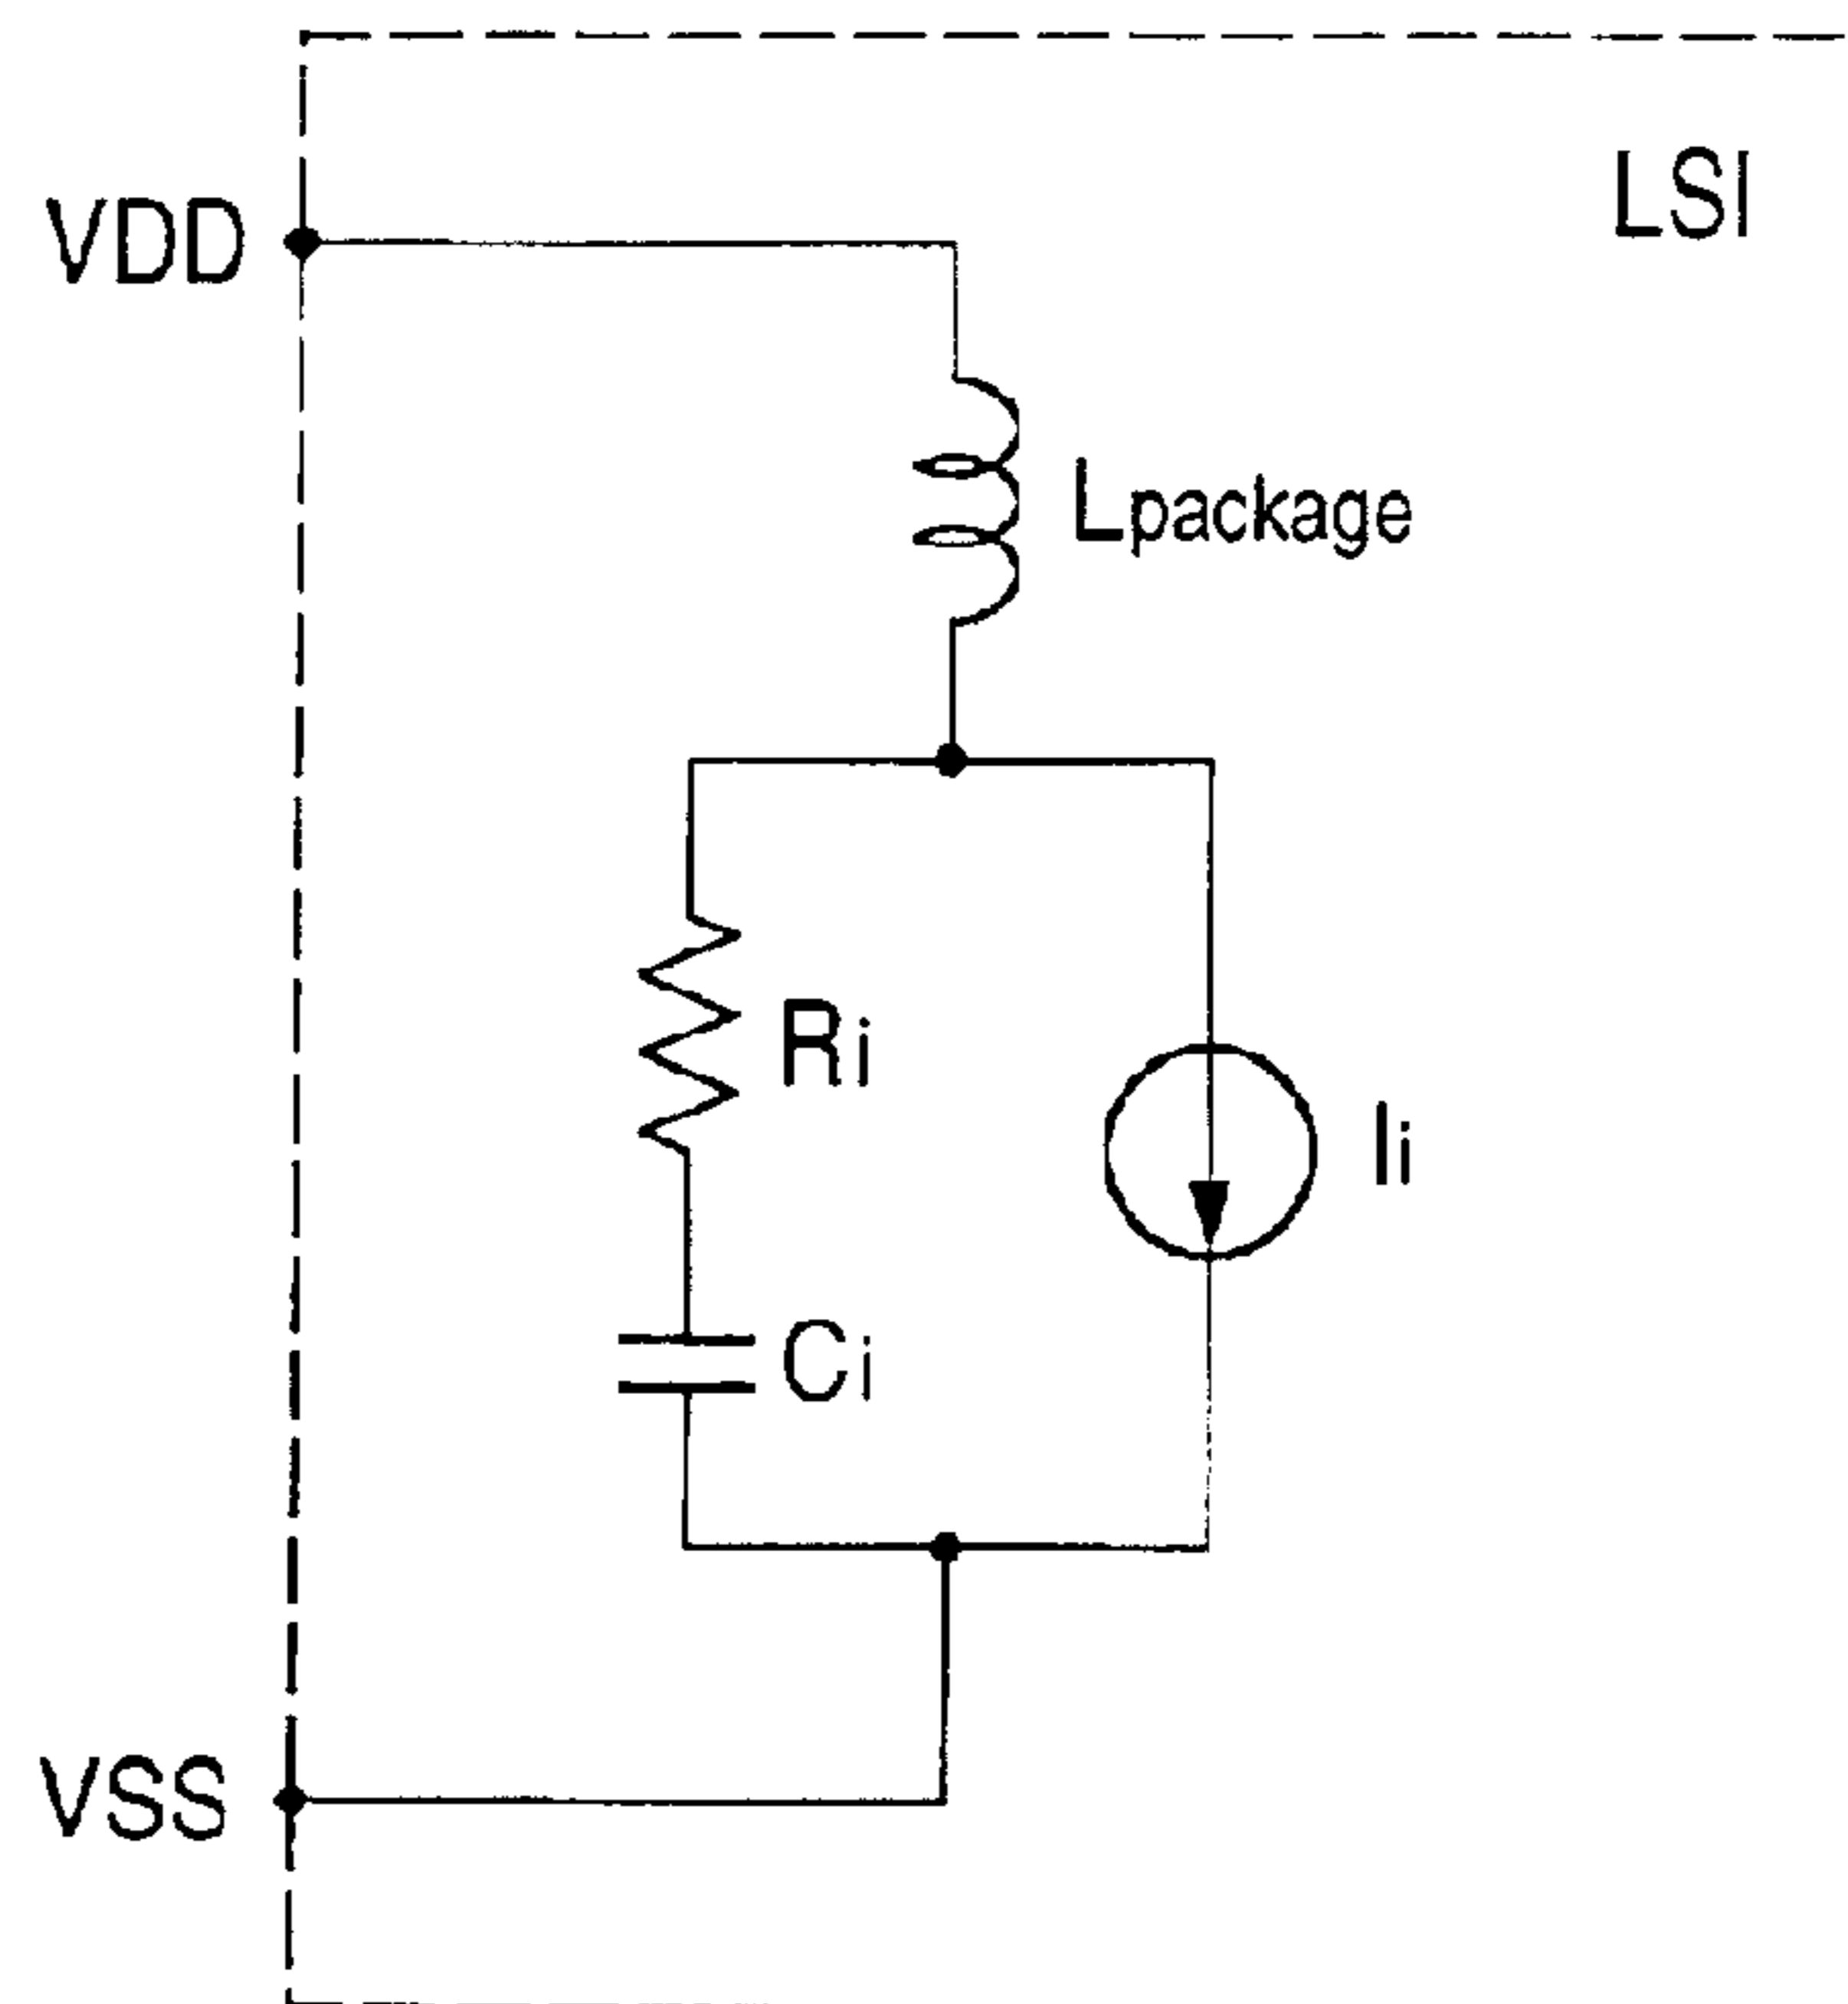 LSI
VDD
Lpackage
Ri
Ii
Ci
VSS